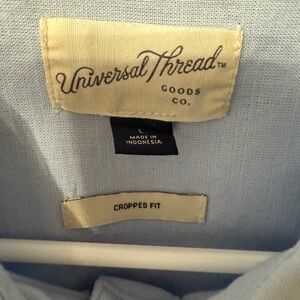 Universal Thread™
GOODS
CO.
L
MADE IN
INDONESIA
CROPPED FIT